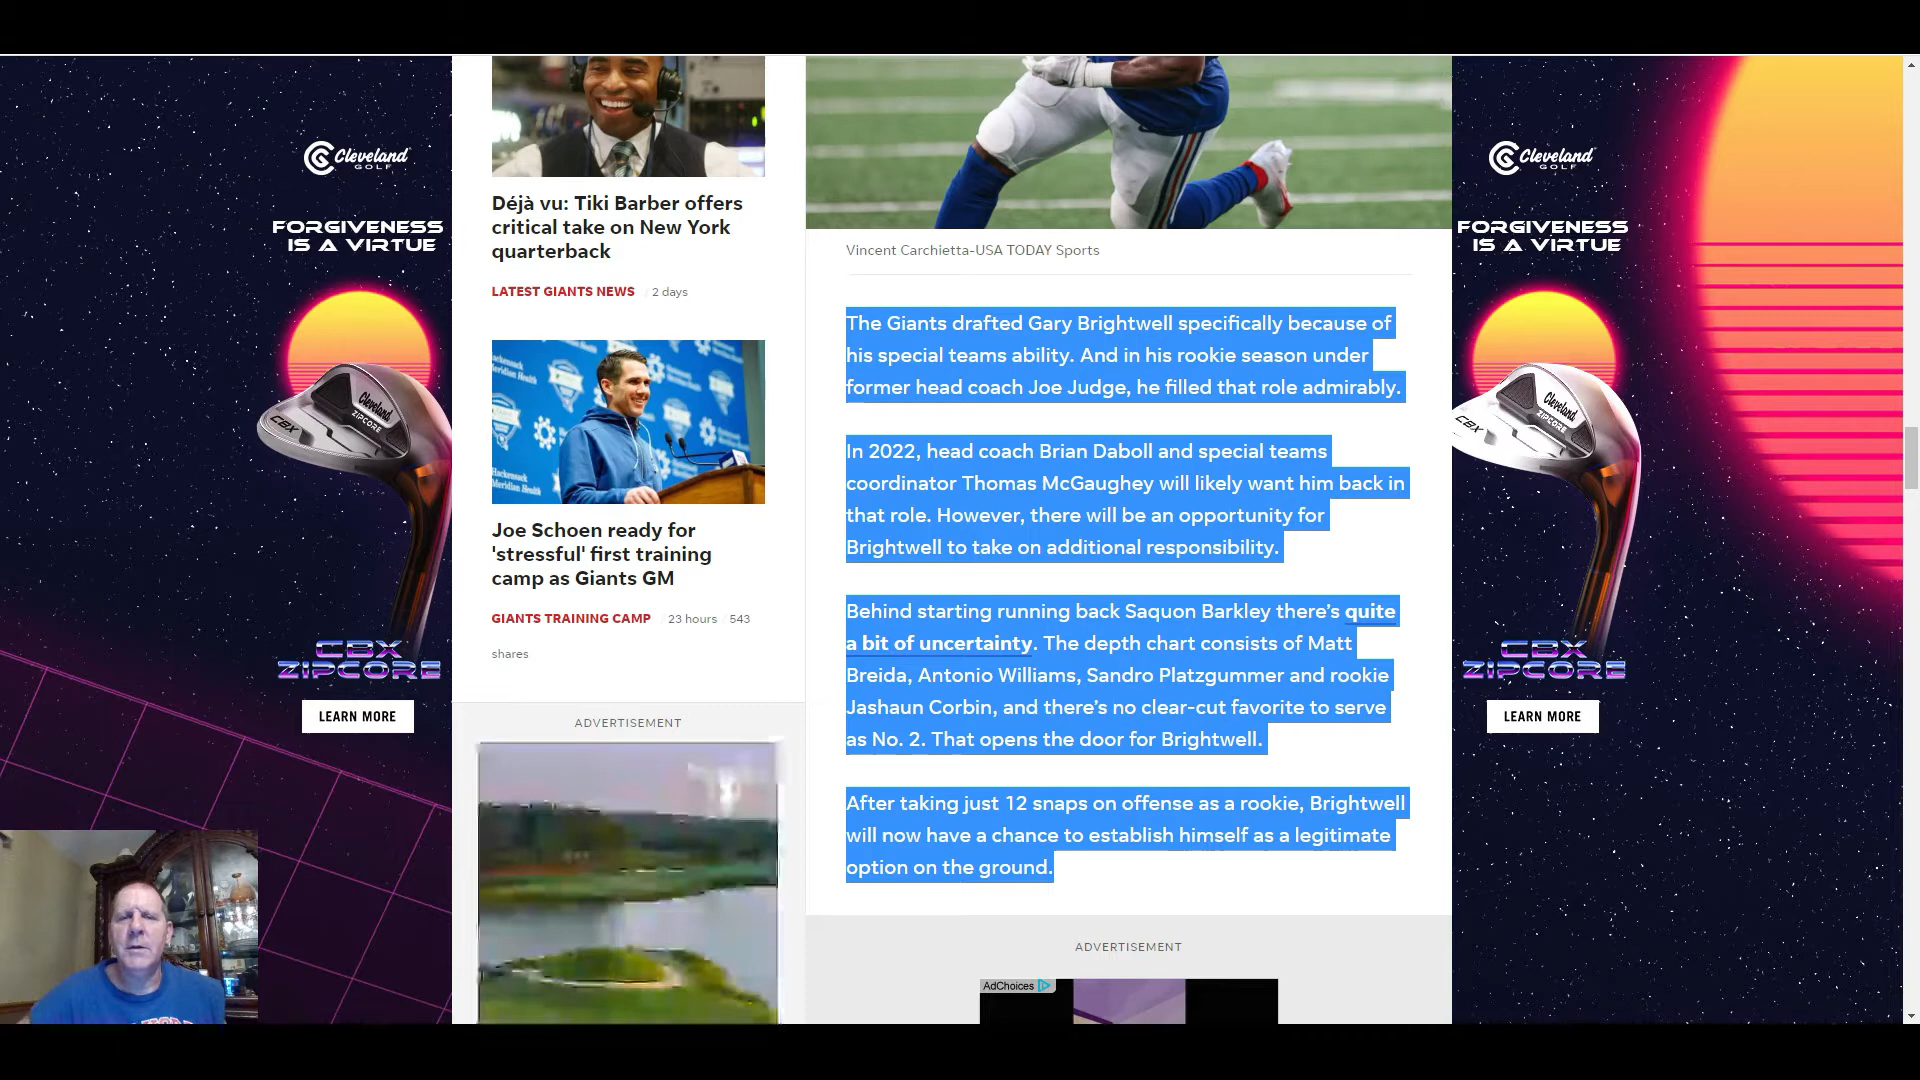 Cleveland
GOLF
FORGIVENESS
IS A VIRTUE
Cleveland
ZIPCORE
CBX
CBX
ZIPCORE
LEARN MORE
Déjà vu: Tiki Barber offers
critical take on New York
quarterback
LATEST GIANTS NEWS / 2 days
Hackensack
Meridian Health
Joe Schoen ready for
'stressful' first training
camp as Giants GM
GIANTS TRAINING CAMP / 23 hours / 543
shares
ADVERTISEMENT
Vincent Carchietta-USA TODAY Sports
The Giants drafted Gary Brightwell specifically because of
his special teams ability. And in his rookie season under
former head coach Joe Judge, he filled that role admirably.
In 2022, head coach Brian Daboll and special teams
coordinator Thomas McGaughey will likely want him back in
that role. However, there will be an opportunity for
Brightwell to take on additional responsibility.
Behind starting running back Saquon Barkley there's quite
a bit of uncertainty. The depth chart consists of Matt
Breida, Antonio Williams, Sandro Platzgummer and rookie
Jashaun Corbin, and there's no clear-cut favorite to serve
as No. 2. That opens the door for Brightwell.
After taking just 12 snaps on offense as a rookie, Brightwell
will now have a chance to establish himself as a legitimate
option on the ground.
ADVERTISEMENT
AdChoices
Cleveland
GOLF
FORGIVENESS
IS A VIRTUE
Cleveland
ZIPCORE
CBX
CBX
ZIPCORE
LEARN MORE